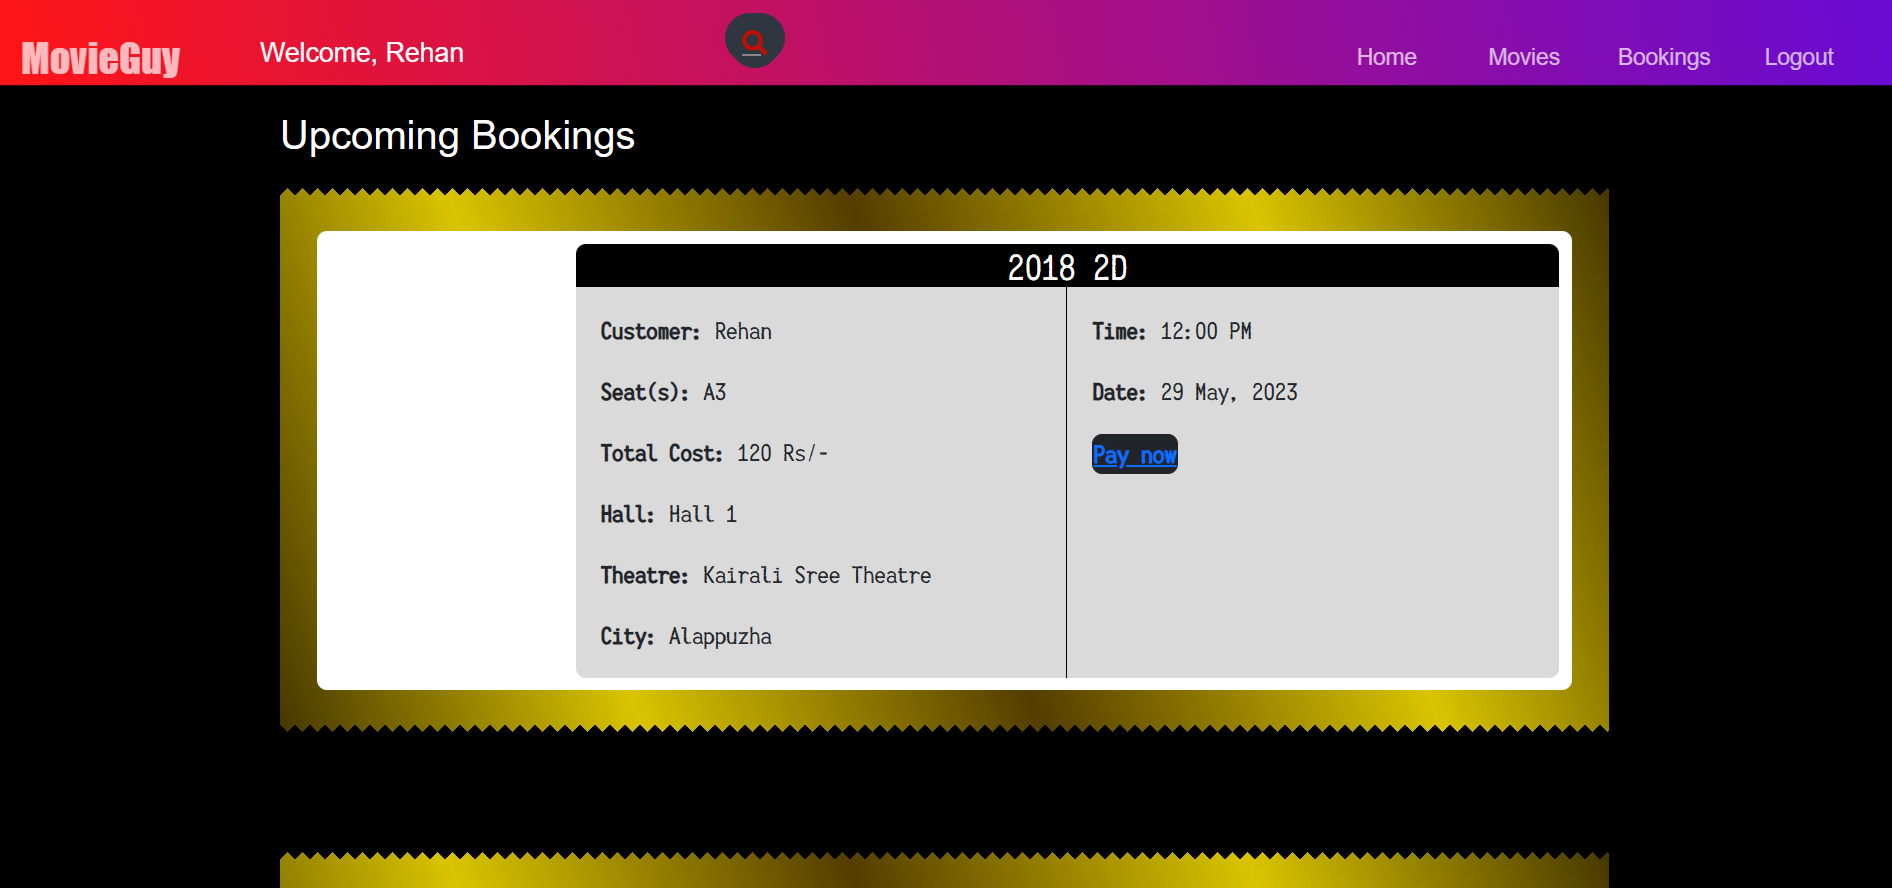 MovieGuy
Welcome, Rehan
Home
Movies
Bookings
Logout
Upcoming Bookings
2018 2D
Customer: Rehan
Seat(s): A3
Total Cost: 120 Rs/-
Hall: Hall 1
Theatre: Kairali Sree Theatre
City: Alappuzha
Time: 12:00 PM
Date: 29 May, 2023
Pay now